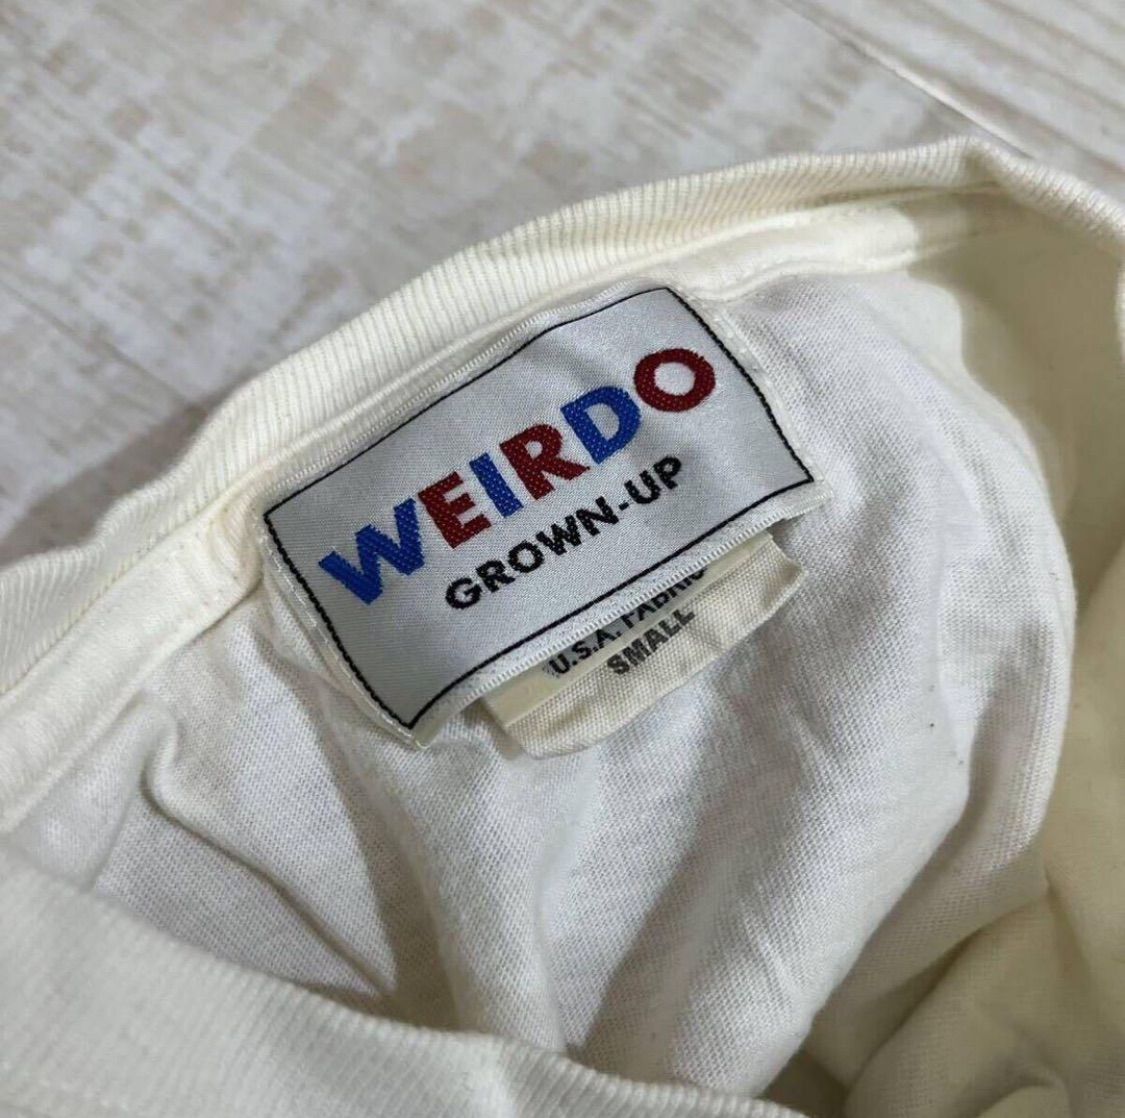 WEIRDO
GROWN-UP
U.S.A. FABRIC
SMALL